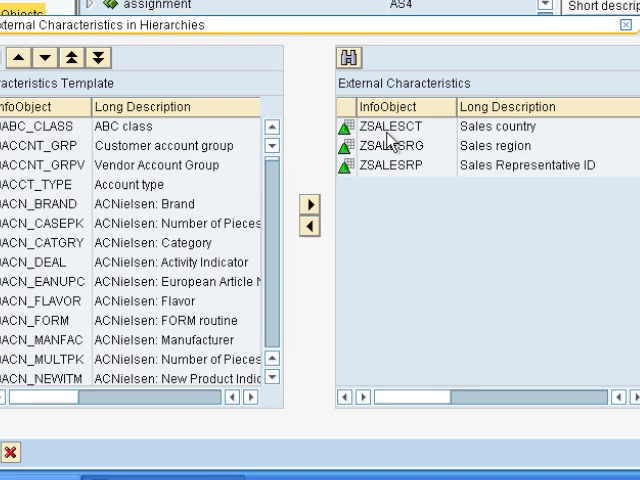 Objects
assignment
AS4
Short descrip
xternal Characteristics in Hierarchies
racteristics Template
External Characteristics
nfoObject Long Description
InfoObject Long Description
0ABC_CLASS ABC class
ZSALESCT Sales country
0ACCNT_GRP Customer account group
ZSALESRG Sales region
0ACCNT_GRPV Vendor Account Group
ZSALESRP Sales Representative ID
0ACCT_TYPE Account type
0ACN_BRAND ACNielsen: Brand
0ACN_CASEPK ACNielsen: Number of Pieces
0ACN_CATGRY ACNielsen: Category
0ACN_DEAL ACNielsen: Activity Indicator
0ACN_EANUPC ACNielsen: European Article N
0ACN_FLAVOR ACNielsen: Flavor
0ACN_FORM ACNielsen: FORM routine
0ACN_MANFAC ACNielsen: Manufacturer
0ACN_MULTPK ACNielsen: Number of Pieces
0ACN_NEWITM ACNielsen: New Product Indic